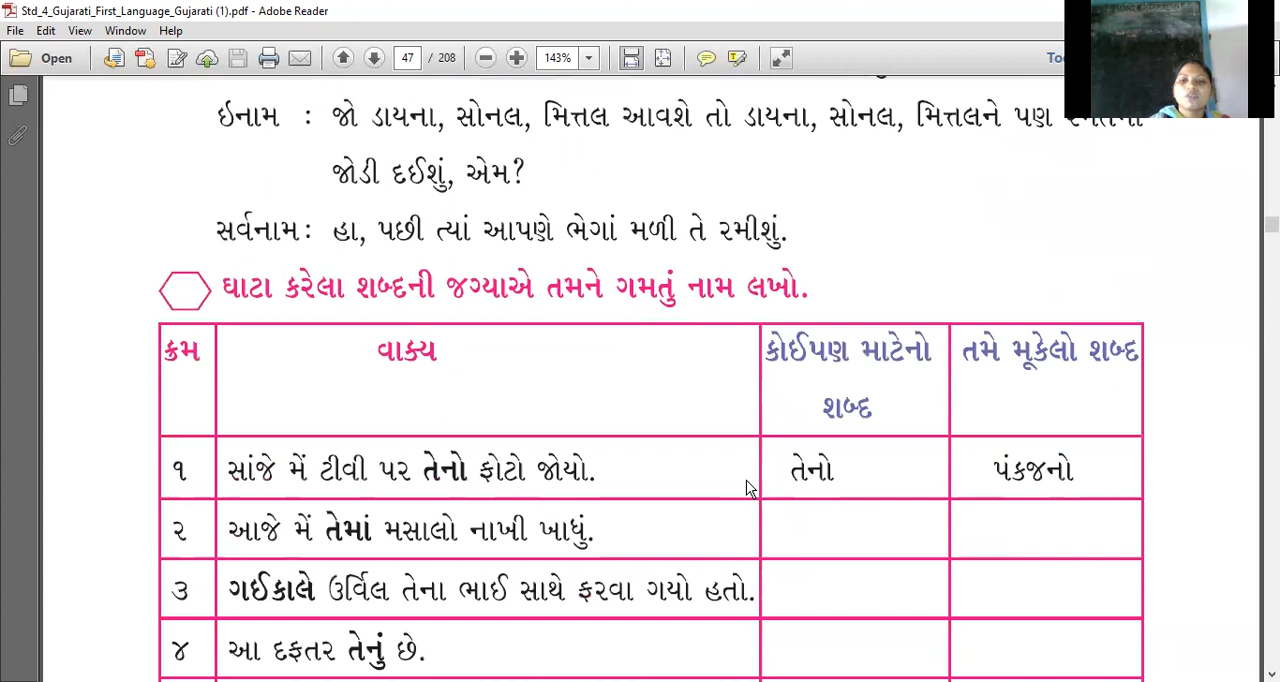 Std_4_Gujarati_First_Language_Gujarati (1).pdf - Adobe Reader
File Edit View Window Help
Open 47 / 208 143%
ઇનામ : જો ડાયના, સોનલ, મિત્તલ આવશે તો ડાયના, સોનલ, મિત્તલને પણ
જોડી દઈશું, એમ?
સર્વનામ : હા, પછી ત્યાં આપણે ભેગાં મળી તે રમીશું.
ઘાટા કરેલા શબ્દની જગ્યાએ તમને ગમતું નામ લખો.
ક્રમ વાક્ય કોઈપણ માટેનો શબ્દ તમે મૂકેલો શબ્દ
૧ સાંજે મેં ટીવી પર તેનો ફોટો જોયો. તેનો પંકજનો
૨ આજે મેં તેમાં મસાલો નાખી ખાધું.
૩ ગઈકાલે ઉર્વિલ તેના ભાઈ સાથે ફરવા ગયો હતો.
૪ આ દફતર તેનું છે.